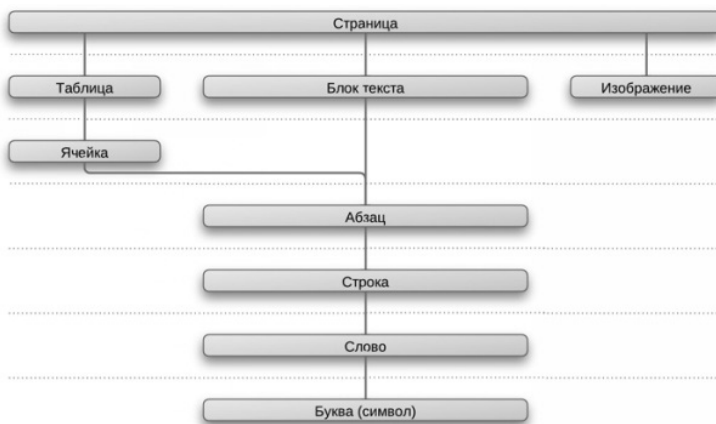 Страница
Таблица
Блок текста
Изображение
Ячейка
Абзац
Строка
Слово
Буква (символ)